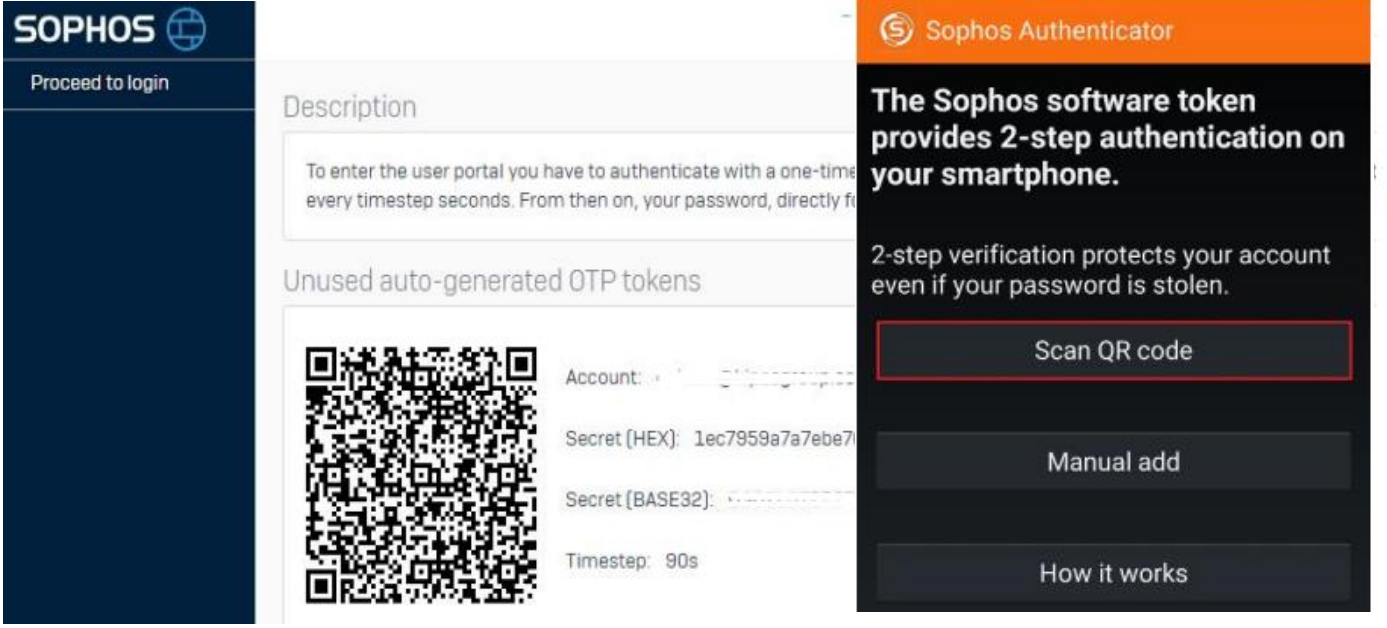 SOPHOS
Proceed to login
Description
To enter the user portal you have to authenticate with a one-time
every timestep seconds. From then on, your password, directly
Unused auto-generated OTP tokens
Account:
Secret (HEX): 1ec7959a7a7ebe7
Secret (BASE32):
Timestep: 90s
Sophos Authenticator
The Sophos software token
provides 2-step authentication on
your smartphone.
2-step verification protects your account
even if your password is stolen.
Scan QR code
Manual add
How it works